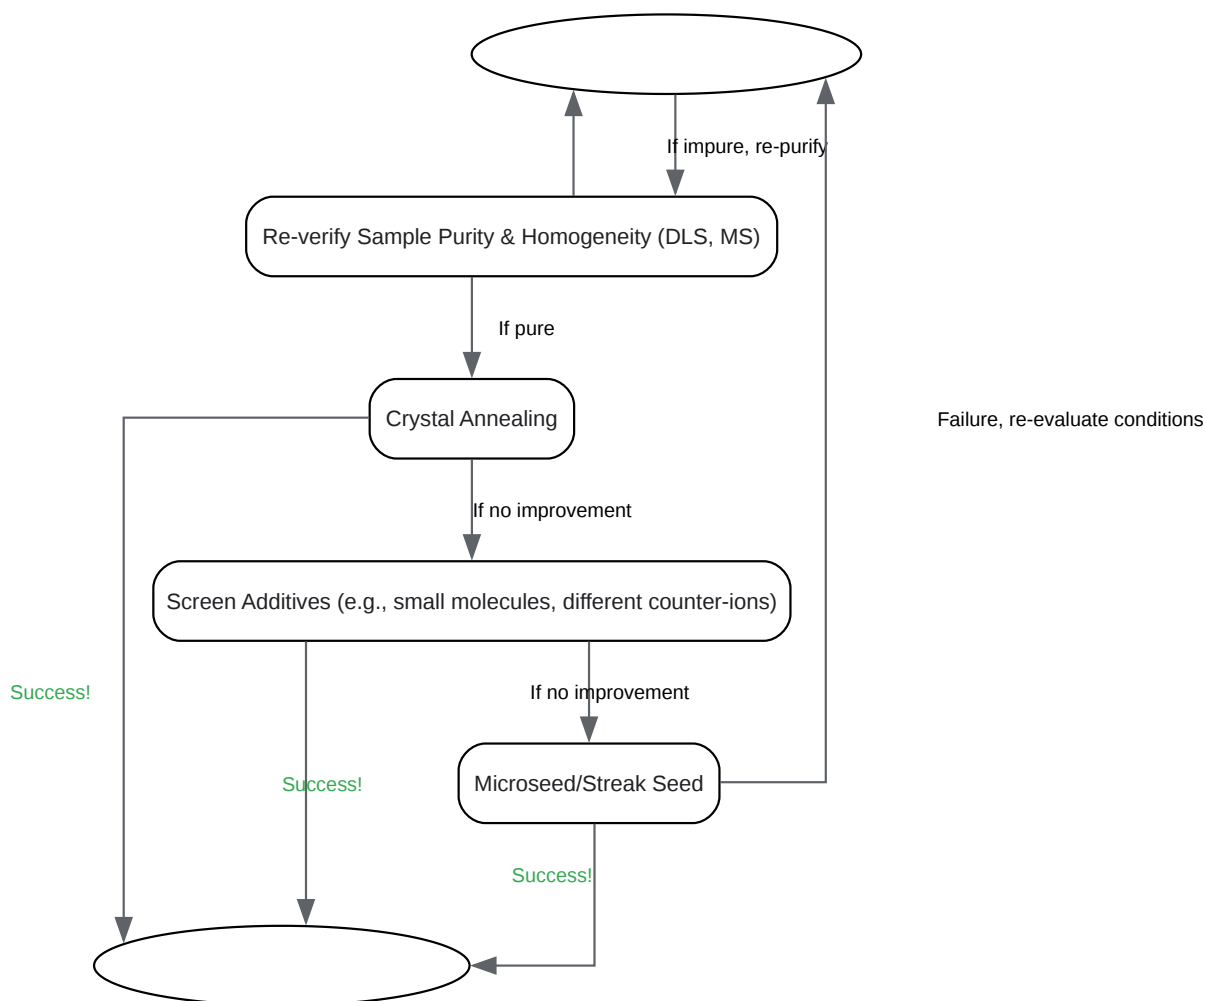 If impure, re-purify
Re-verify Sample Purity & Homogeneity (DLS, MS)
If pure
Crystal Annealing
Failure, re-evaluate conditions
If no improvement
Screen Additives (e.g., small molecules, different counter-ions)
Success!
If no improvement
Success!
Microseed/Streak Seed
Success!